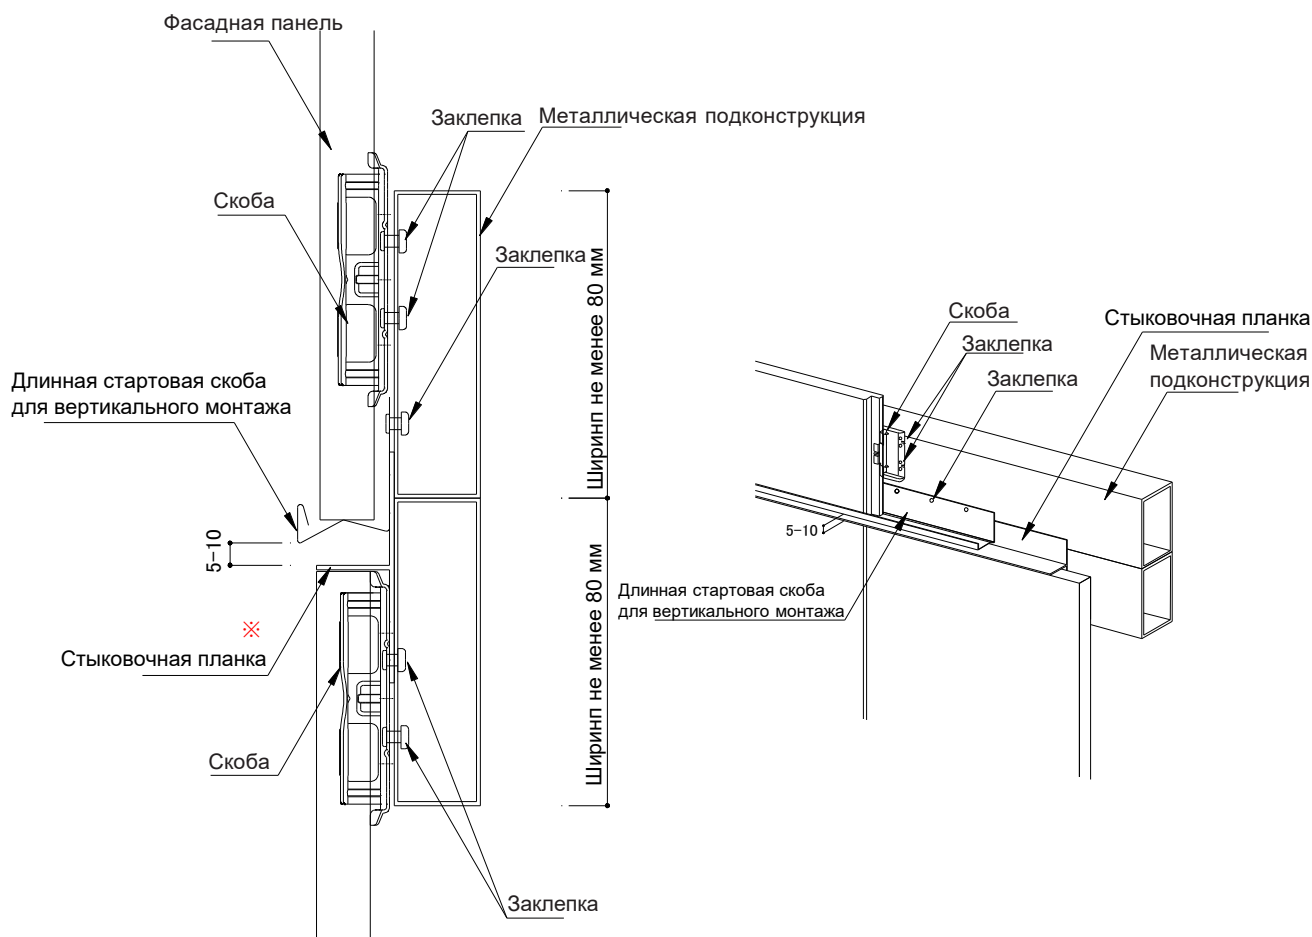 Фасадная панель
Заклепка
Металлическая подконструкция
Скоба
Заклепка
Ширинп не менее 80 мм
Длинная стартовая скоба
для вертикального монтажа
5-10
Ширинп не менее 80 мм
※
Стыковочная планка
Скоба
Заклепка
Скоба
Стыковочная планка
Заклепка
Металлическая
подконструкция
Заклепка
5-10
Длинная стартовая скоба
для вертикального монтажа